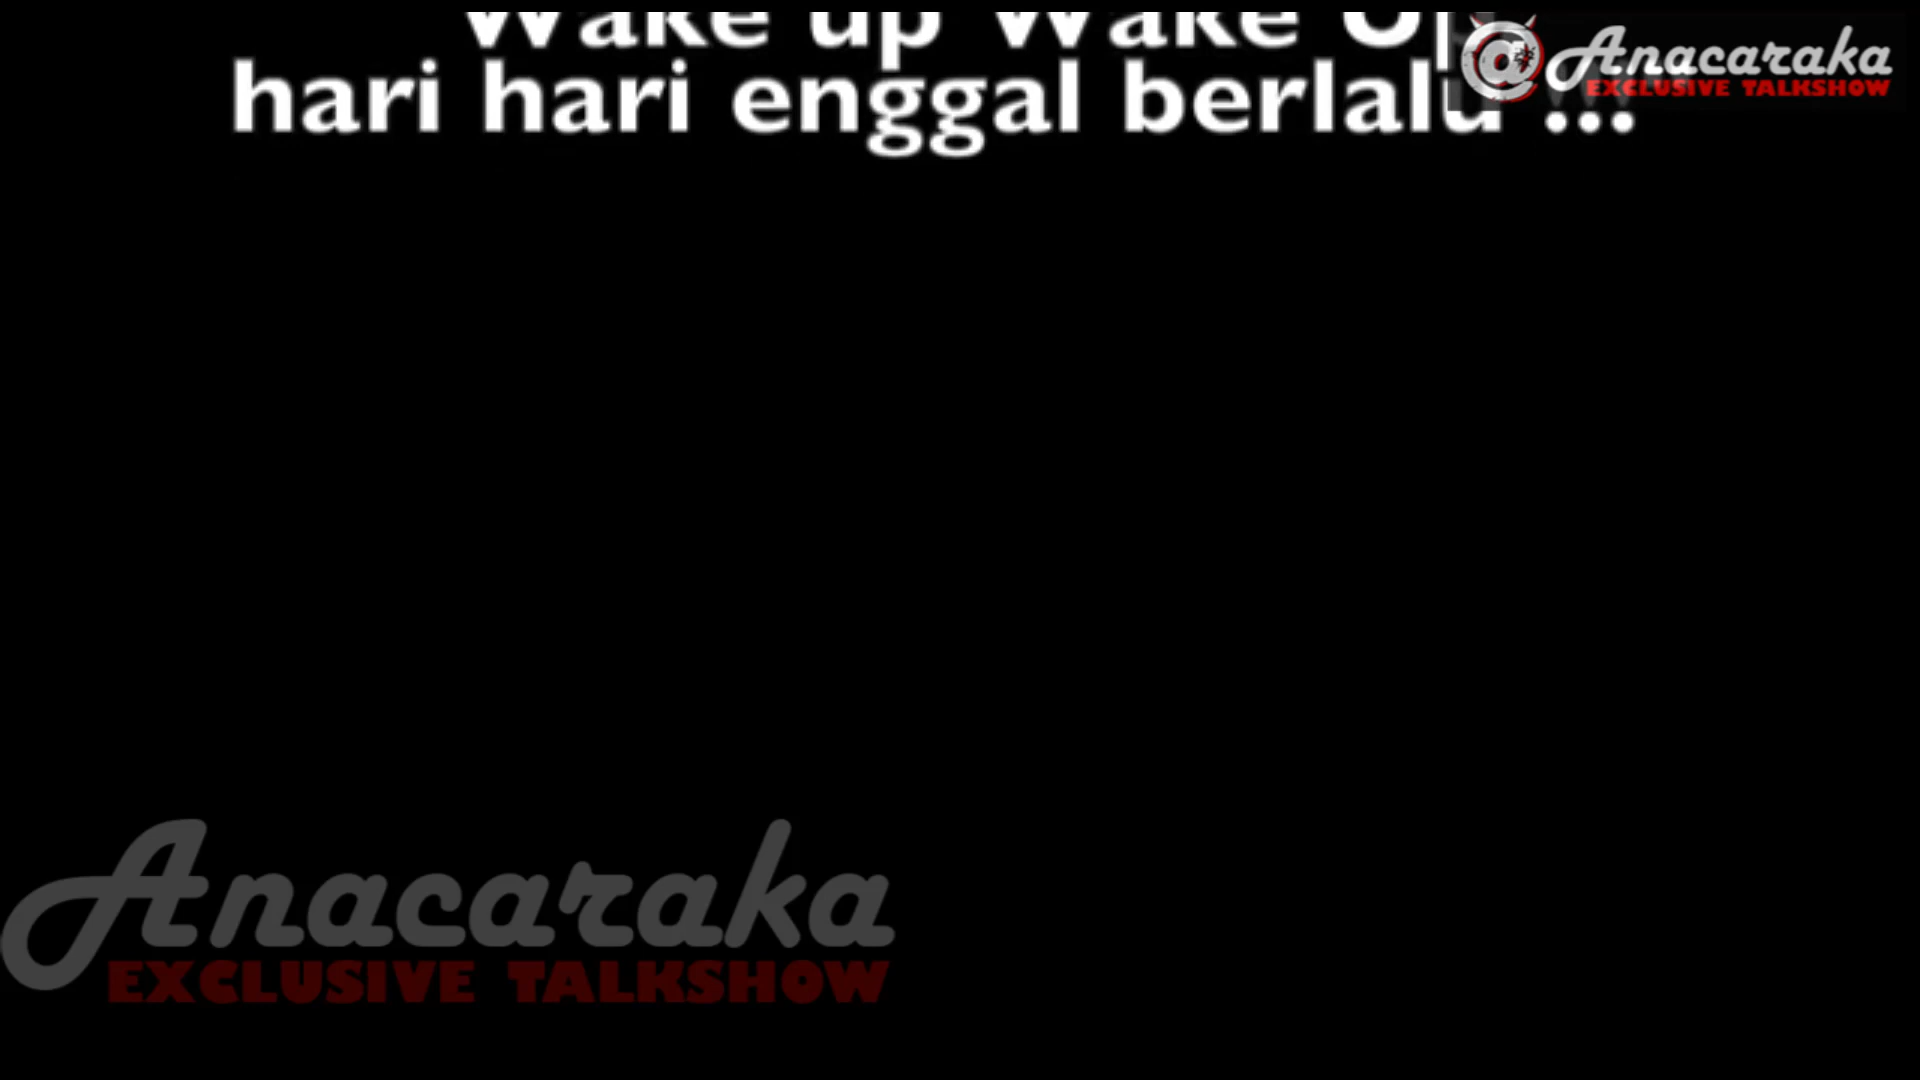 Wake up Wake Up
hari hari enggal berlalu ...
@Anacaraka
EXCLUSIVE TALKSHOW
Anacaraka
EXCLUSIVE TALKSHOW